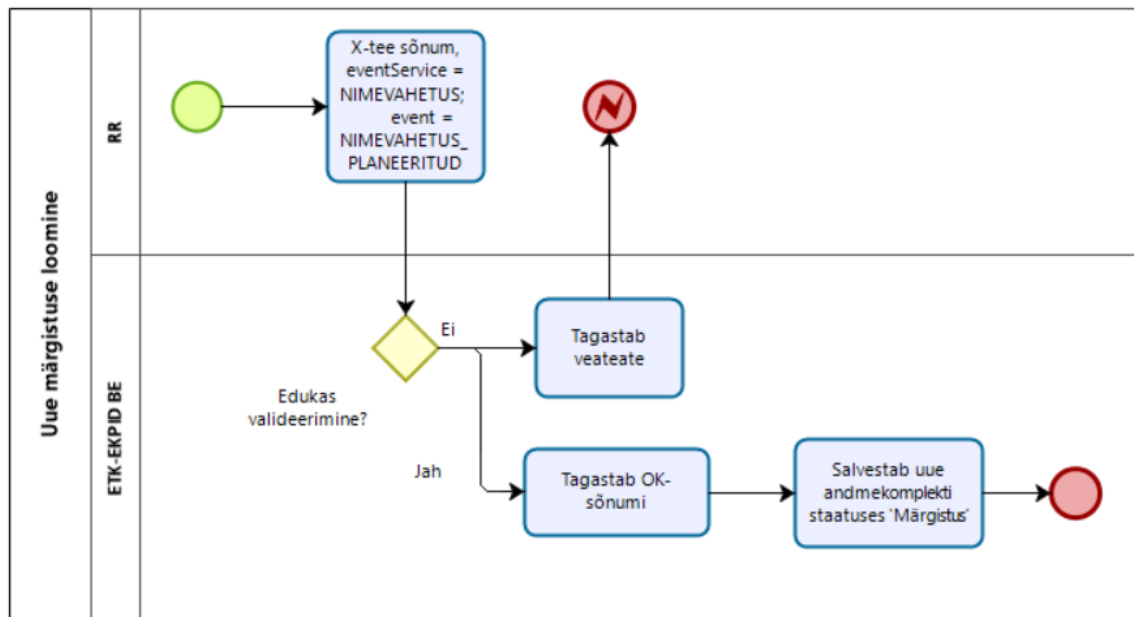 Uue märgistuse loomine
RR
X-tee sõnum,
eventService =
NIMEVAHETUS;
event =
NIMEVAHETUS_
PLANEERITUD
ETK-EKPID BE
Edukas
valideerimine?
Ei
Tagastab
veateate
Jah
Tagastab OK-
sõnumi
Salvestab uue
andmekomplekti
staatuses 'Märgistus'